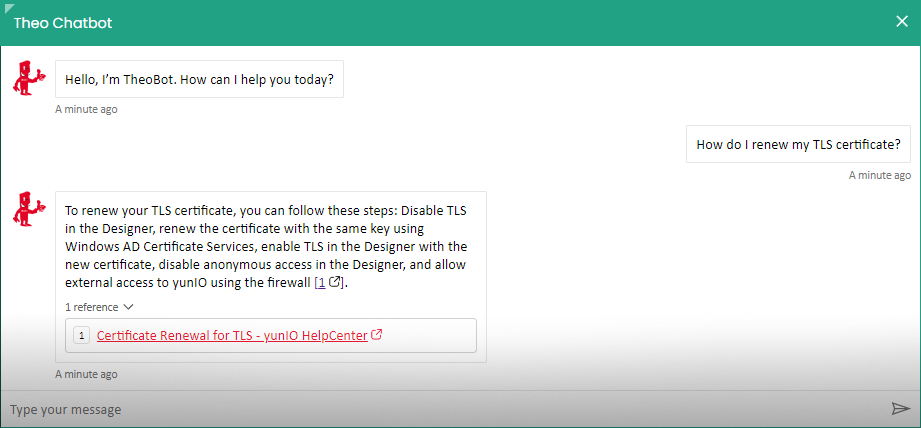 Theo Chatbot
Hello, I'm TheoBot. How can I help you today?
A minute ago
How do I renew my TLS certificate?
A minute ago
To renew your TLS certificate, you can follow these steps: Disable TLS
in the Designer, renew the certificate with the same key using
Windows AD Certificate Services, enable TLS in the Designer with the
new certificate, disable anonymous access in the Designer, and allow
external access to yunIO using the firewall [1].
1 reference
1 Certificate Renewal for TLS - yunIO HelpCenter
A minute ago
Type your message